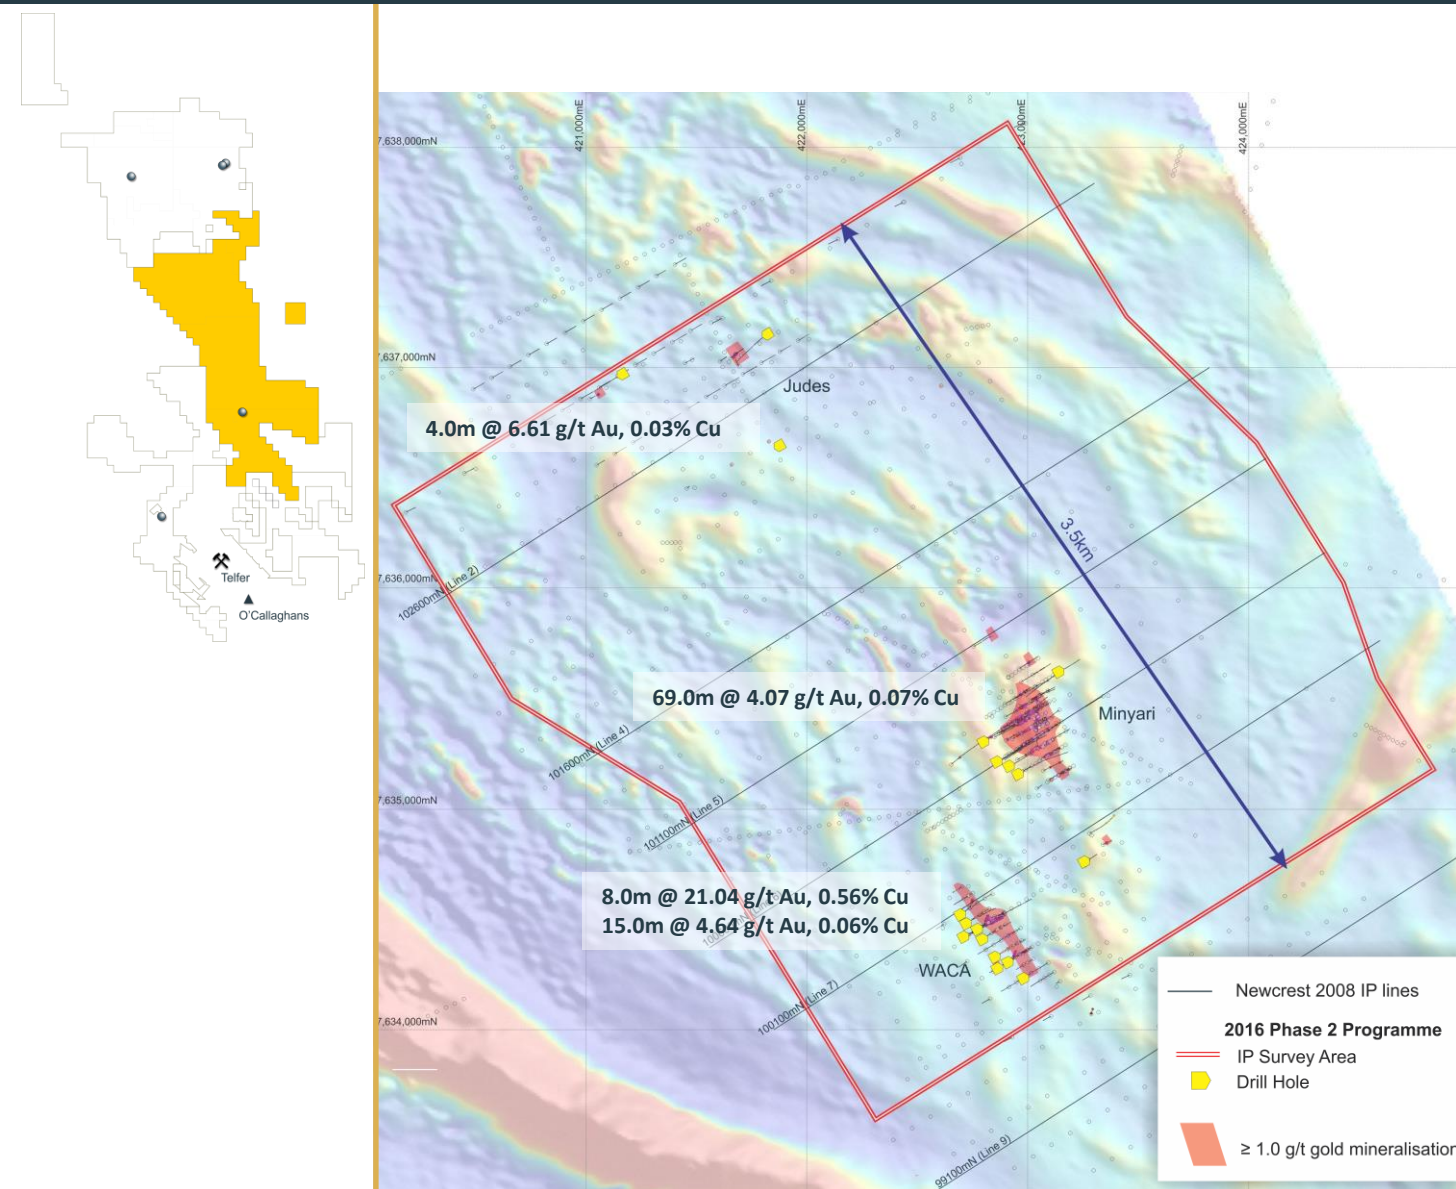 Telfer
O'Callaghans
421,000mE
422,000mE
423,000mE
424,000mE
7,638,000mN
7,637,000mN
Judes
4.0m @ 6.61 g/t Au, 0.03% Cu
3.5km
7,636,000mN
102600mN (Line 2)
69.0m @ 4.07 g/t Au, 0.07% Cu
Minyari
101600mN (Line 4)
7,635,000mN
101100mN (Line 5)
8.0m @ 21.04 g/t Au, 0.56% Cu
15.0m @ 4.64 g/t Au, 0.06% Cu
WACA
100100mN (Line 7)
7,634,000mN
99100mN (Line 9)
Newcrest 2008 IP lines
2016 Phase 2 Programme
IP Survey Area
Drill Hole
≥ 1.0 g/t gold mineralisation